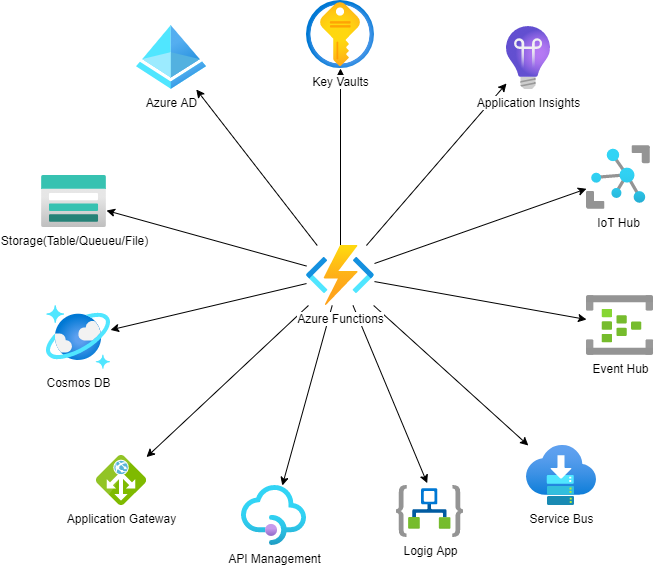 Key Vaults
Azure AD
Application Insights
Storage(Table/Queueu/File)
IoT Hub
Azure Functions
Cosmos DB
Event Hub
Application Gateway
API Management
Logig App
Service Bus